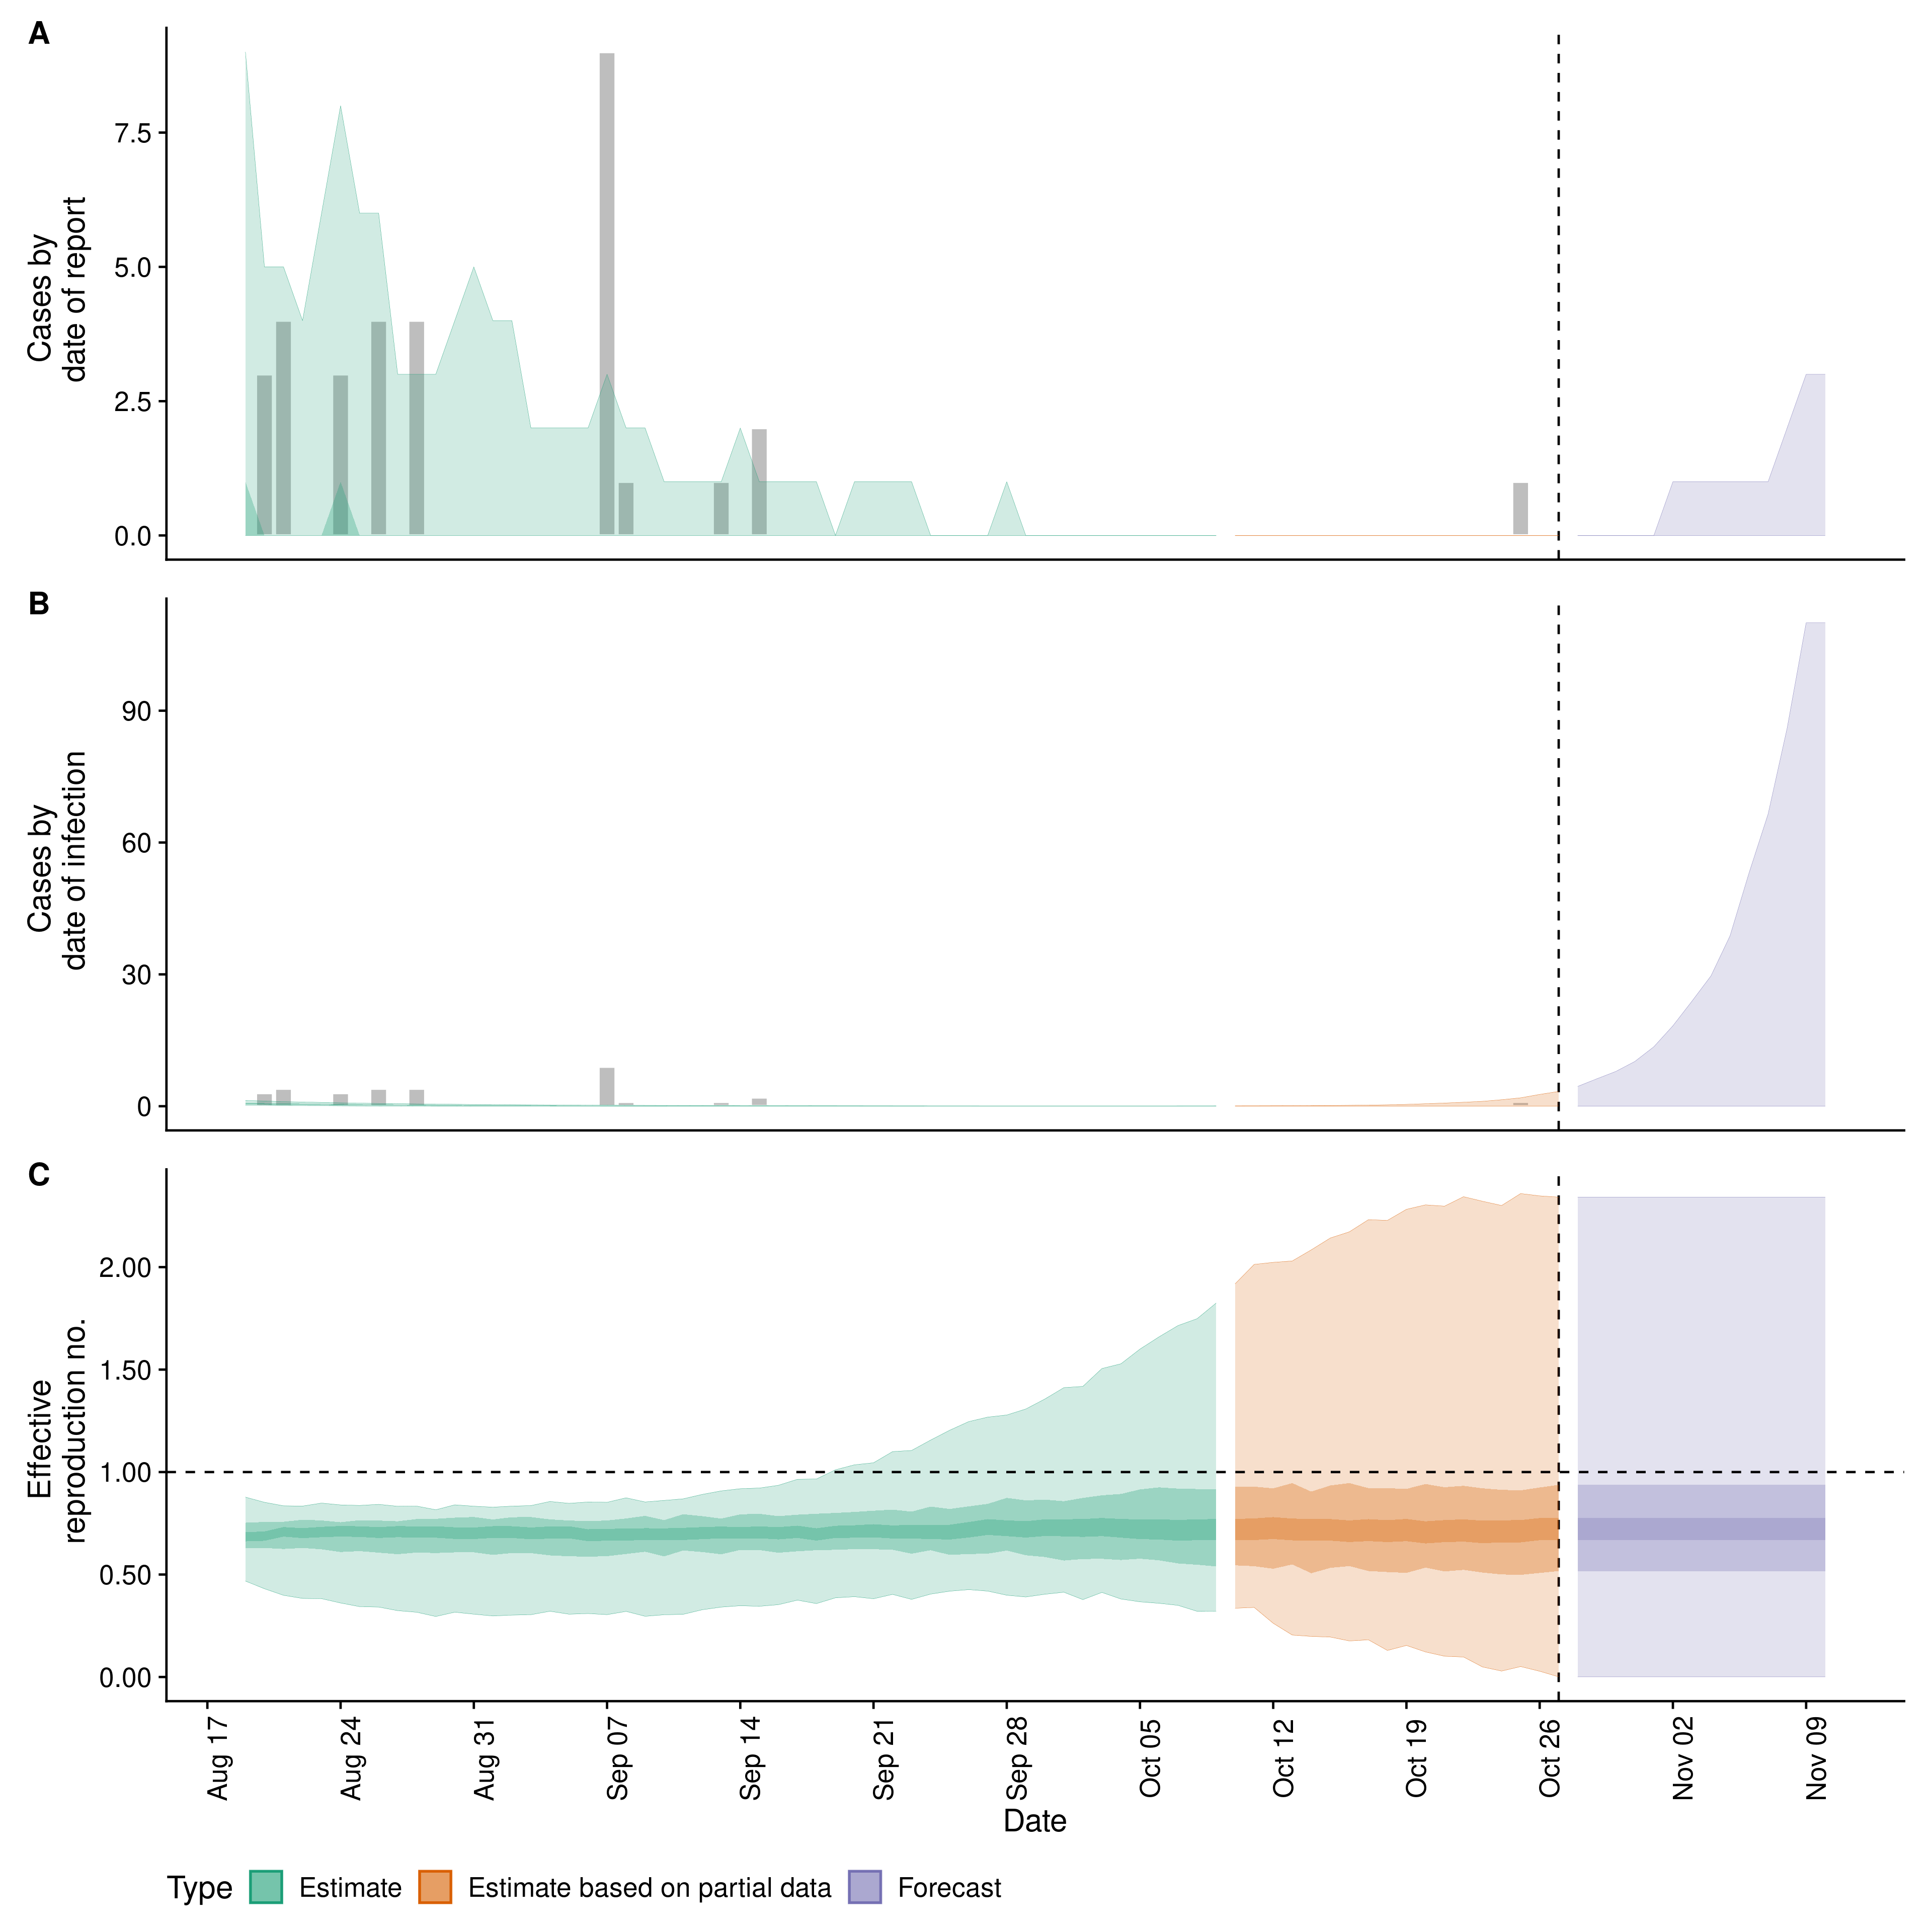 A
Cases by
date of report
7.5
5.0
2.5
0.0
B
Cases by
date of infection
90
60
30
0
C
Effective
reproduction no.
2.00
1.50
1.00
0.50
0.00
Aug 17
Aug 24
Aug 31
Sep 07
Sep 14
Sep 21
Sep 28
Oct 05
Oct 12
Oct 19
Oct 26
Nov 02
Nov 09
Date
Type Estimate Estimate based on partial data Forecast